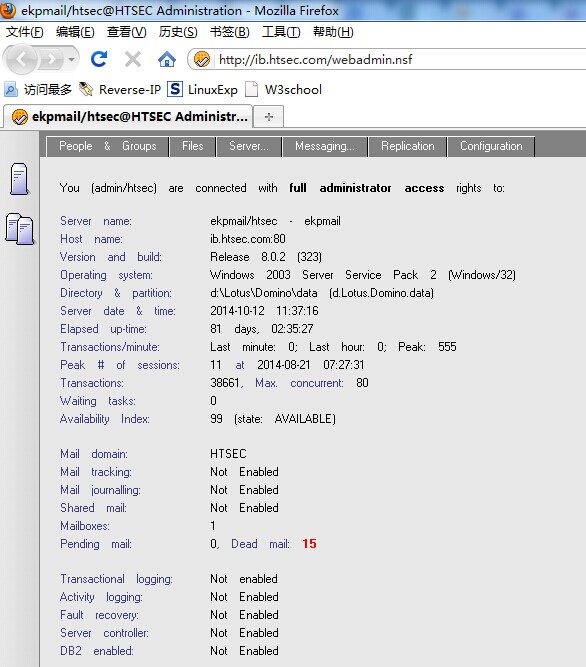 ekpmail/htsec@HTSEC Administration - Mozilla Firefox
文件(F) 编辑(E) 查看(V) 历史(S) 书签(B) 工具(T) 帮助(H)
http://ib.htsec.com/webadmin.nsf
访问最多 Reverse-IP LinuxExp W3school
ekpmail/htsec@HTSEC Administr...
People & Groups Files Server... Messaging... Replication Configuration
You (admin/htsec) are connected with full administrator access rights to:
Server name: ekpmail/htsec - ekpmail
Host name: ib.htsec.com:80
Version and build: Release 8.0.2 (323)
Operating system: Windows 2003 Server Service Pack 2 (Windows/32)
Directory & partition: d:\Lotus\Domino\data (d.Lotus.Domino.data)
Server date & time: 2014-10-12 11:37:16
Elapsed up-time: 81 days, 02:35:27
Transactions/minute: Last minute: 0; Last hour: 0; Peak: 555
Peak # of sessions: 11 at 2014-08-21 07:27:31
Transactions: 38661, Max. concurrent: 80
Waiting tasks: 0
Availability Index: 99 (state: AVAILABLE)
Mail domain: HTSEC
Mail tracking: Not Enabled
Mail journalling: Not Enabled
Shared mail: Not Enabled
Mailboxes: 1
Pending mail: 0, Dead mail: 15
Transactional logging: Not enabled
Activity logging: Not Enabled
Fault recovery: Not Enabled
Server controller: Not Enabled
DB2 enabled: Not Enabled